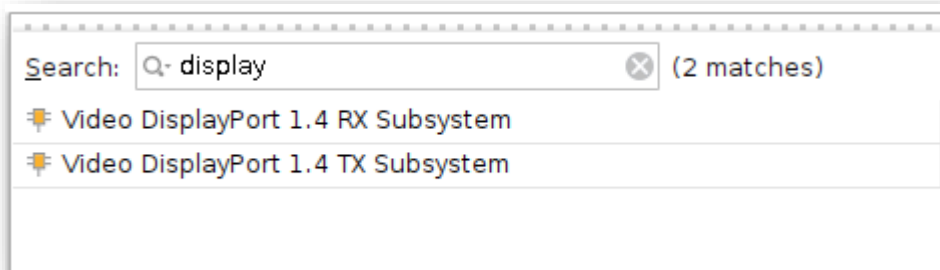 Search: display (2 matches)
Video DisplayPort 1.4 RX Subsystem
Video DisplayPort 1.4 TX Subsystem